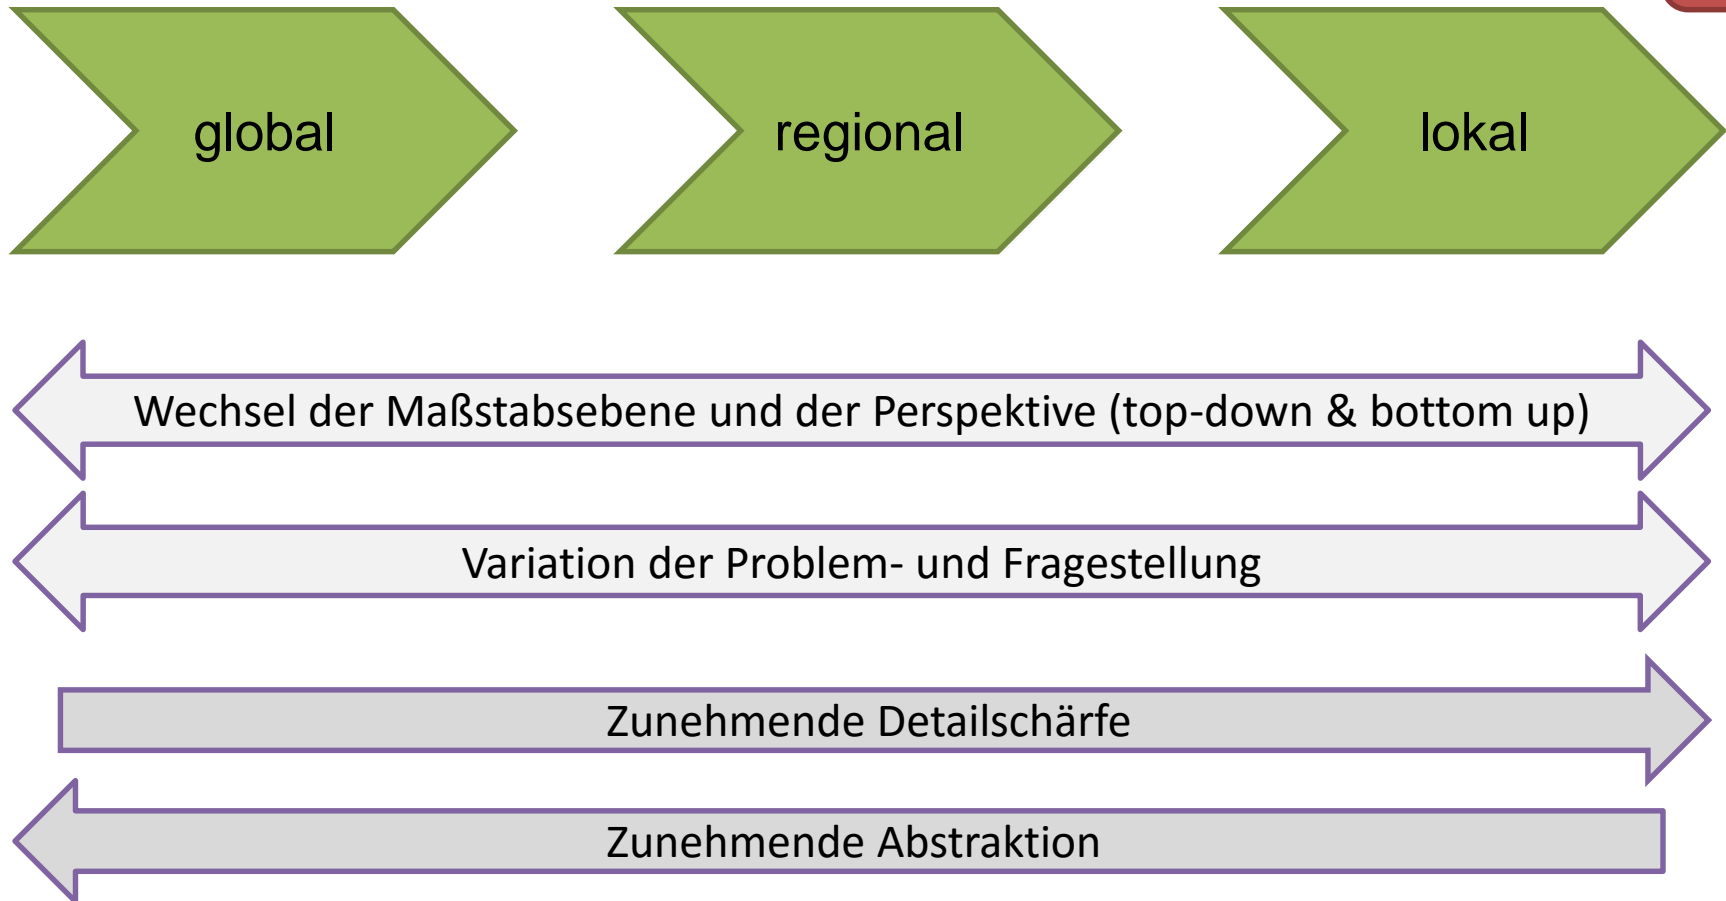 global
regional
lokal
Wechsel der Maßstabsebene und der Perspektive (top-down & bottom up)
Variation der Problem- und Fragestellung
Zunehmende Detailschärfe
Zunehmende Abstraktion